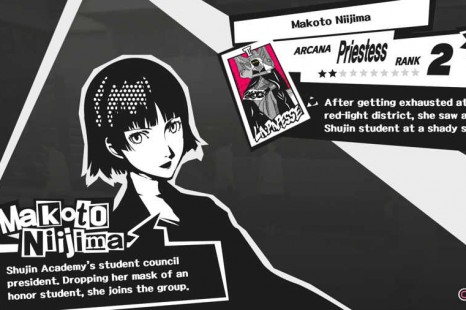 Makoto Niijima
ARCANA Priestess RANK 2
After getting exhausted at
red-light district, she saw a
Shujin student at a shady s
Makoto
Niijima
Shujin Academy's student council
president. Dropping her mask of an
honor student, she joins the group.